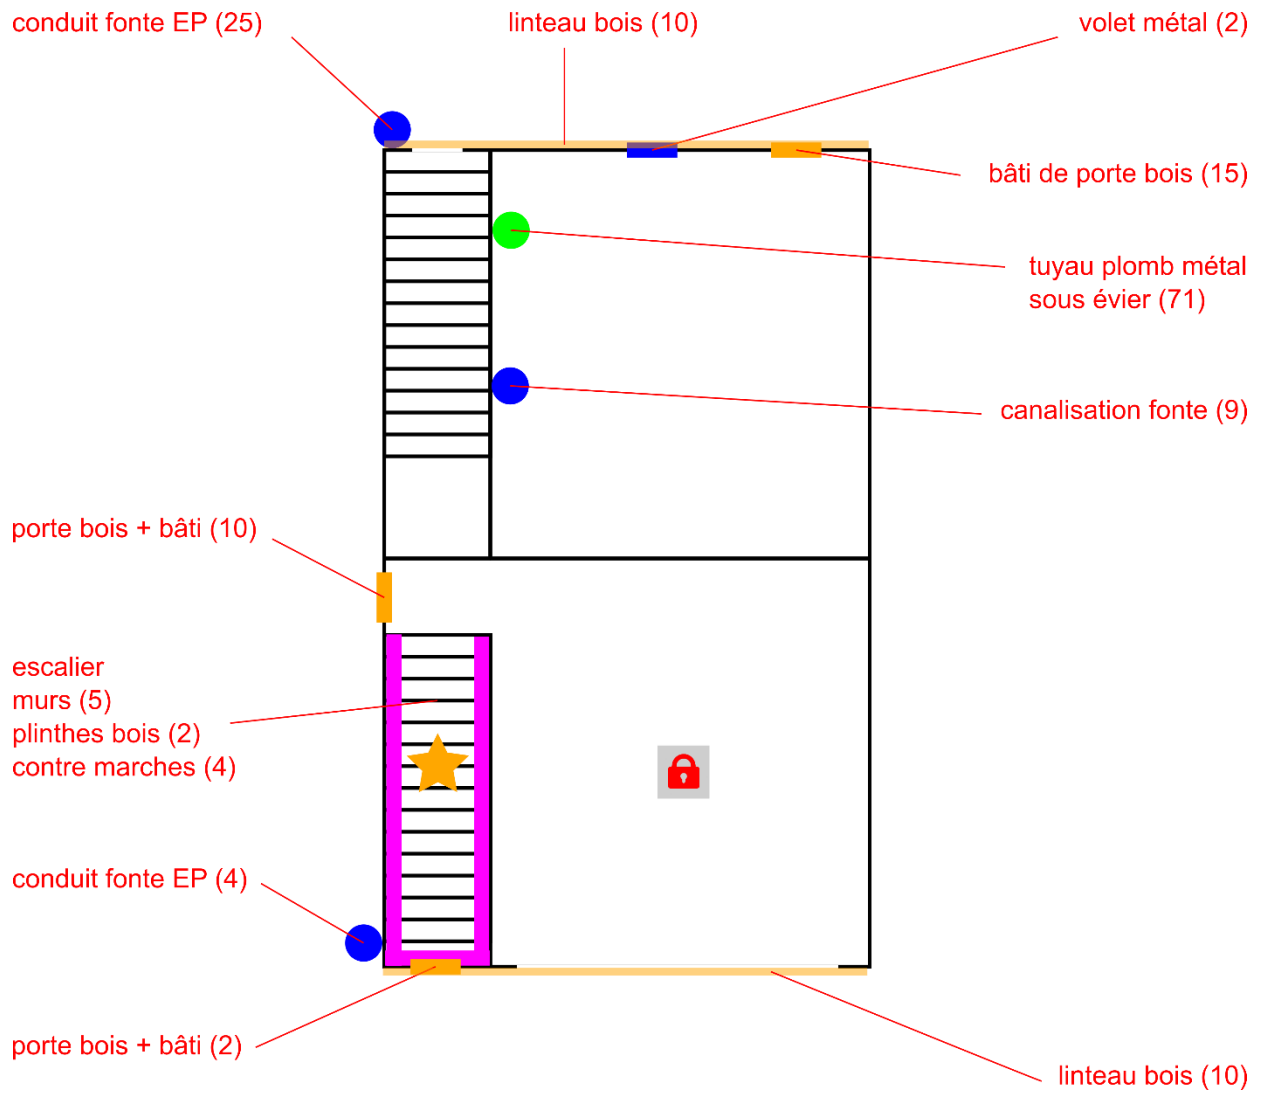 conduit fonte EP (25)
linteau bois (10)
volet métal (2)
bâti de porte bois (15)
tuyau plomb métal
sous évier (71)
canalisation fonte (9)
porte bois + bâti (10)
escalier
murs (5)
plinthes bois (2)
contre marches (4)
conduit fonte EP (4)
porte bois + bâti (2)
linteau bois (10)